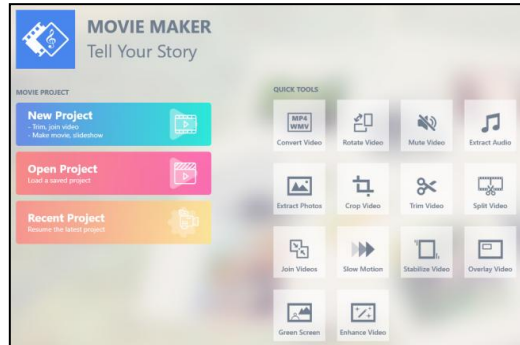 MOVIE MAKER
Tell Your Story
MOVIE PROJECT
New Project
- Trim, join video
- Make movie, slideshow
Open Project
Load a saved project
Recent Project
Resume the latest project
QUICK TOOLS
MP4
WMV
Convert Video
Rotate Video
Mute Video
Extract Audio
Extract Photos
Crop Video
Trim Video
Split Video
Join Videos
Slow Motion
Stabilize Video
Overlay Video
Green Screen
Enhance Video